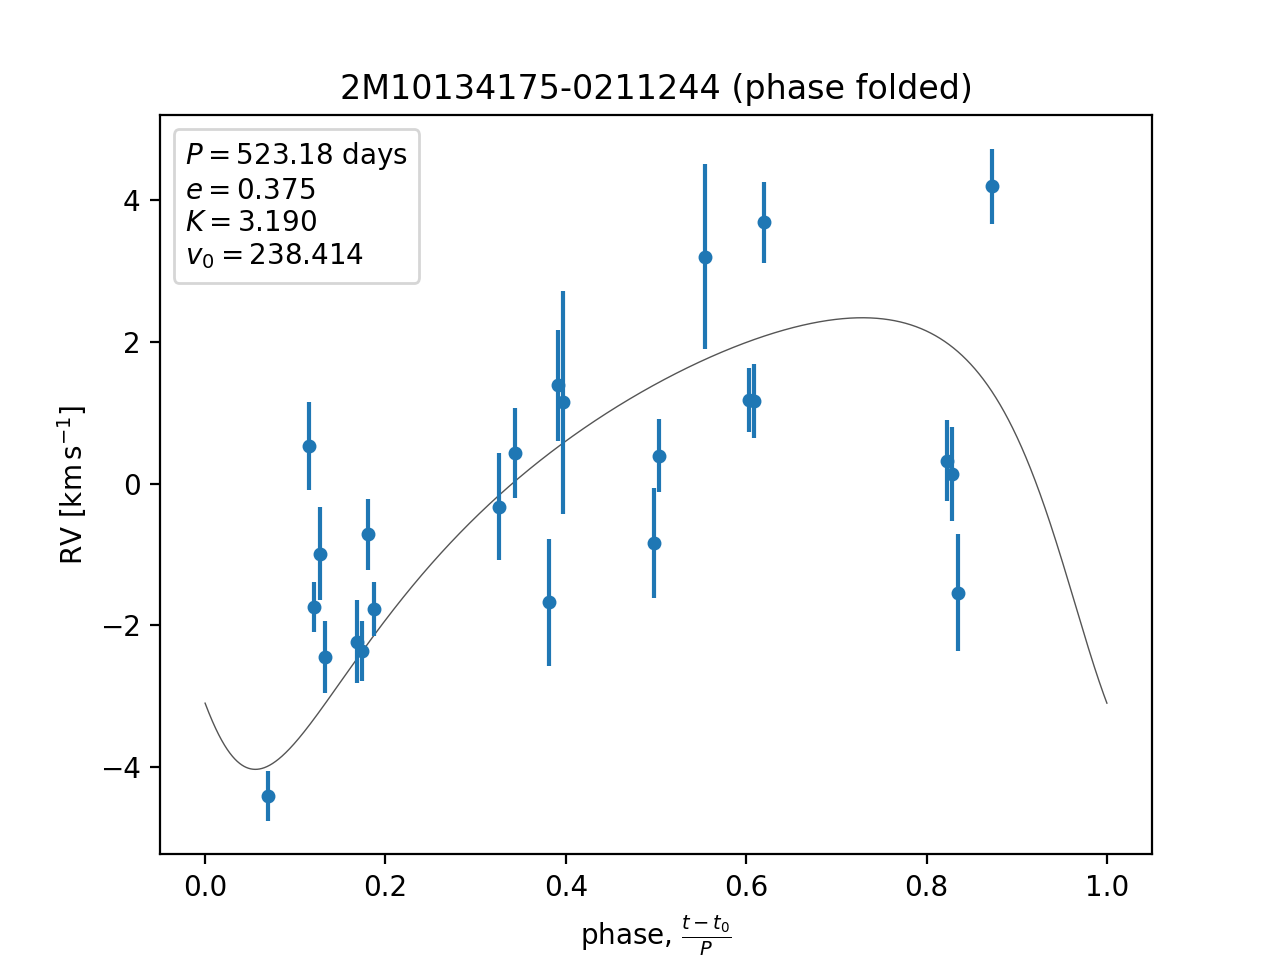 2M10134175-0211244 (phase folded)
P = 523.18 days
e = 0.375
K = 3.190
v₀ = 238.414
4
2
0
−2
−4
RV [km s⁻¹]
0.0 0.2 0.4 0.6 0.8 1.0
phase, (t − t₀)/P